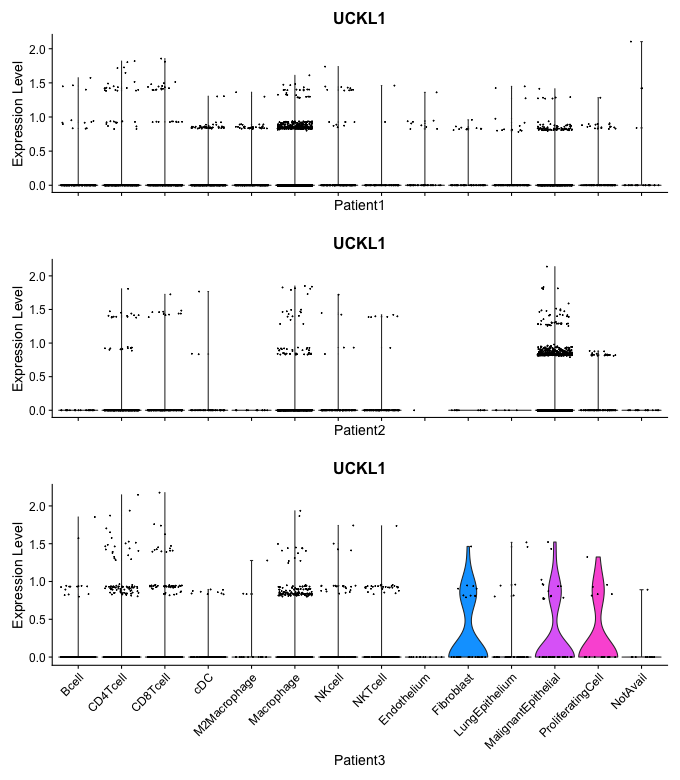 UCKL1
Expression Level
2.0
1.5
1.0
0.5
0.0
Patient1
UCKL1
Expression Level
2.0
1.5
1.0
0.5
0.0
Patient2
UCKL1
Expression Level
2.0
1.5
1.0
0.5
0.0
Bcell
CD4Tcell
CD8Tcell
cDC
M2Macrophage
Macrophage
NKcell
NKTcell
Endothelium
Fibroblast
LungEpithelium
MalignantEpithelial
ProliferatingCell
NotAvail
Patient3